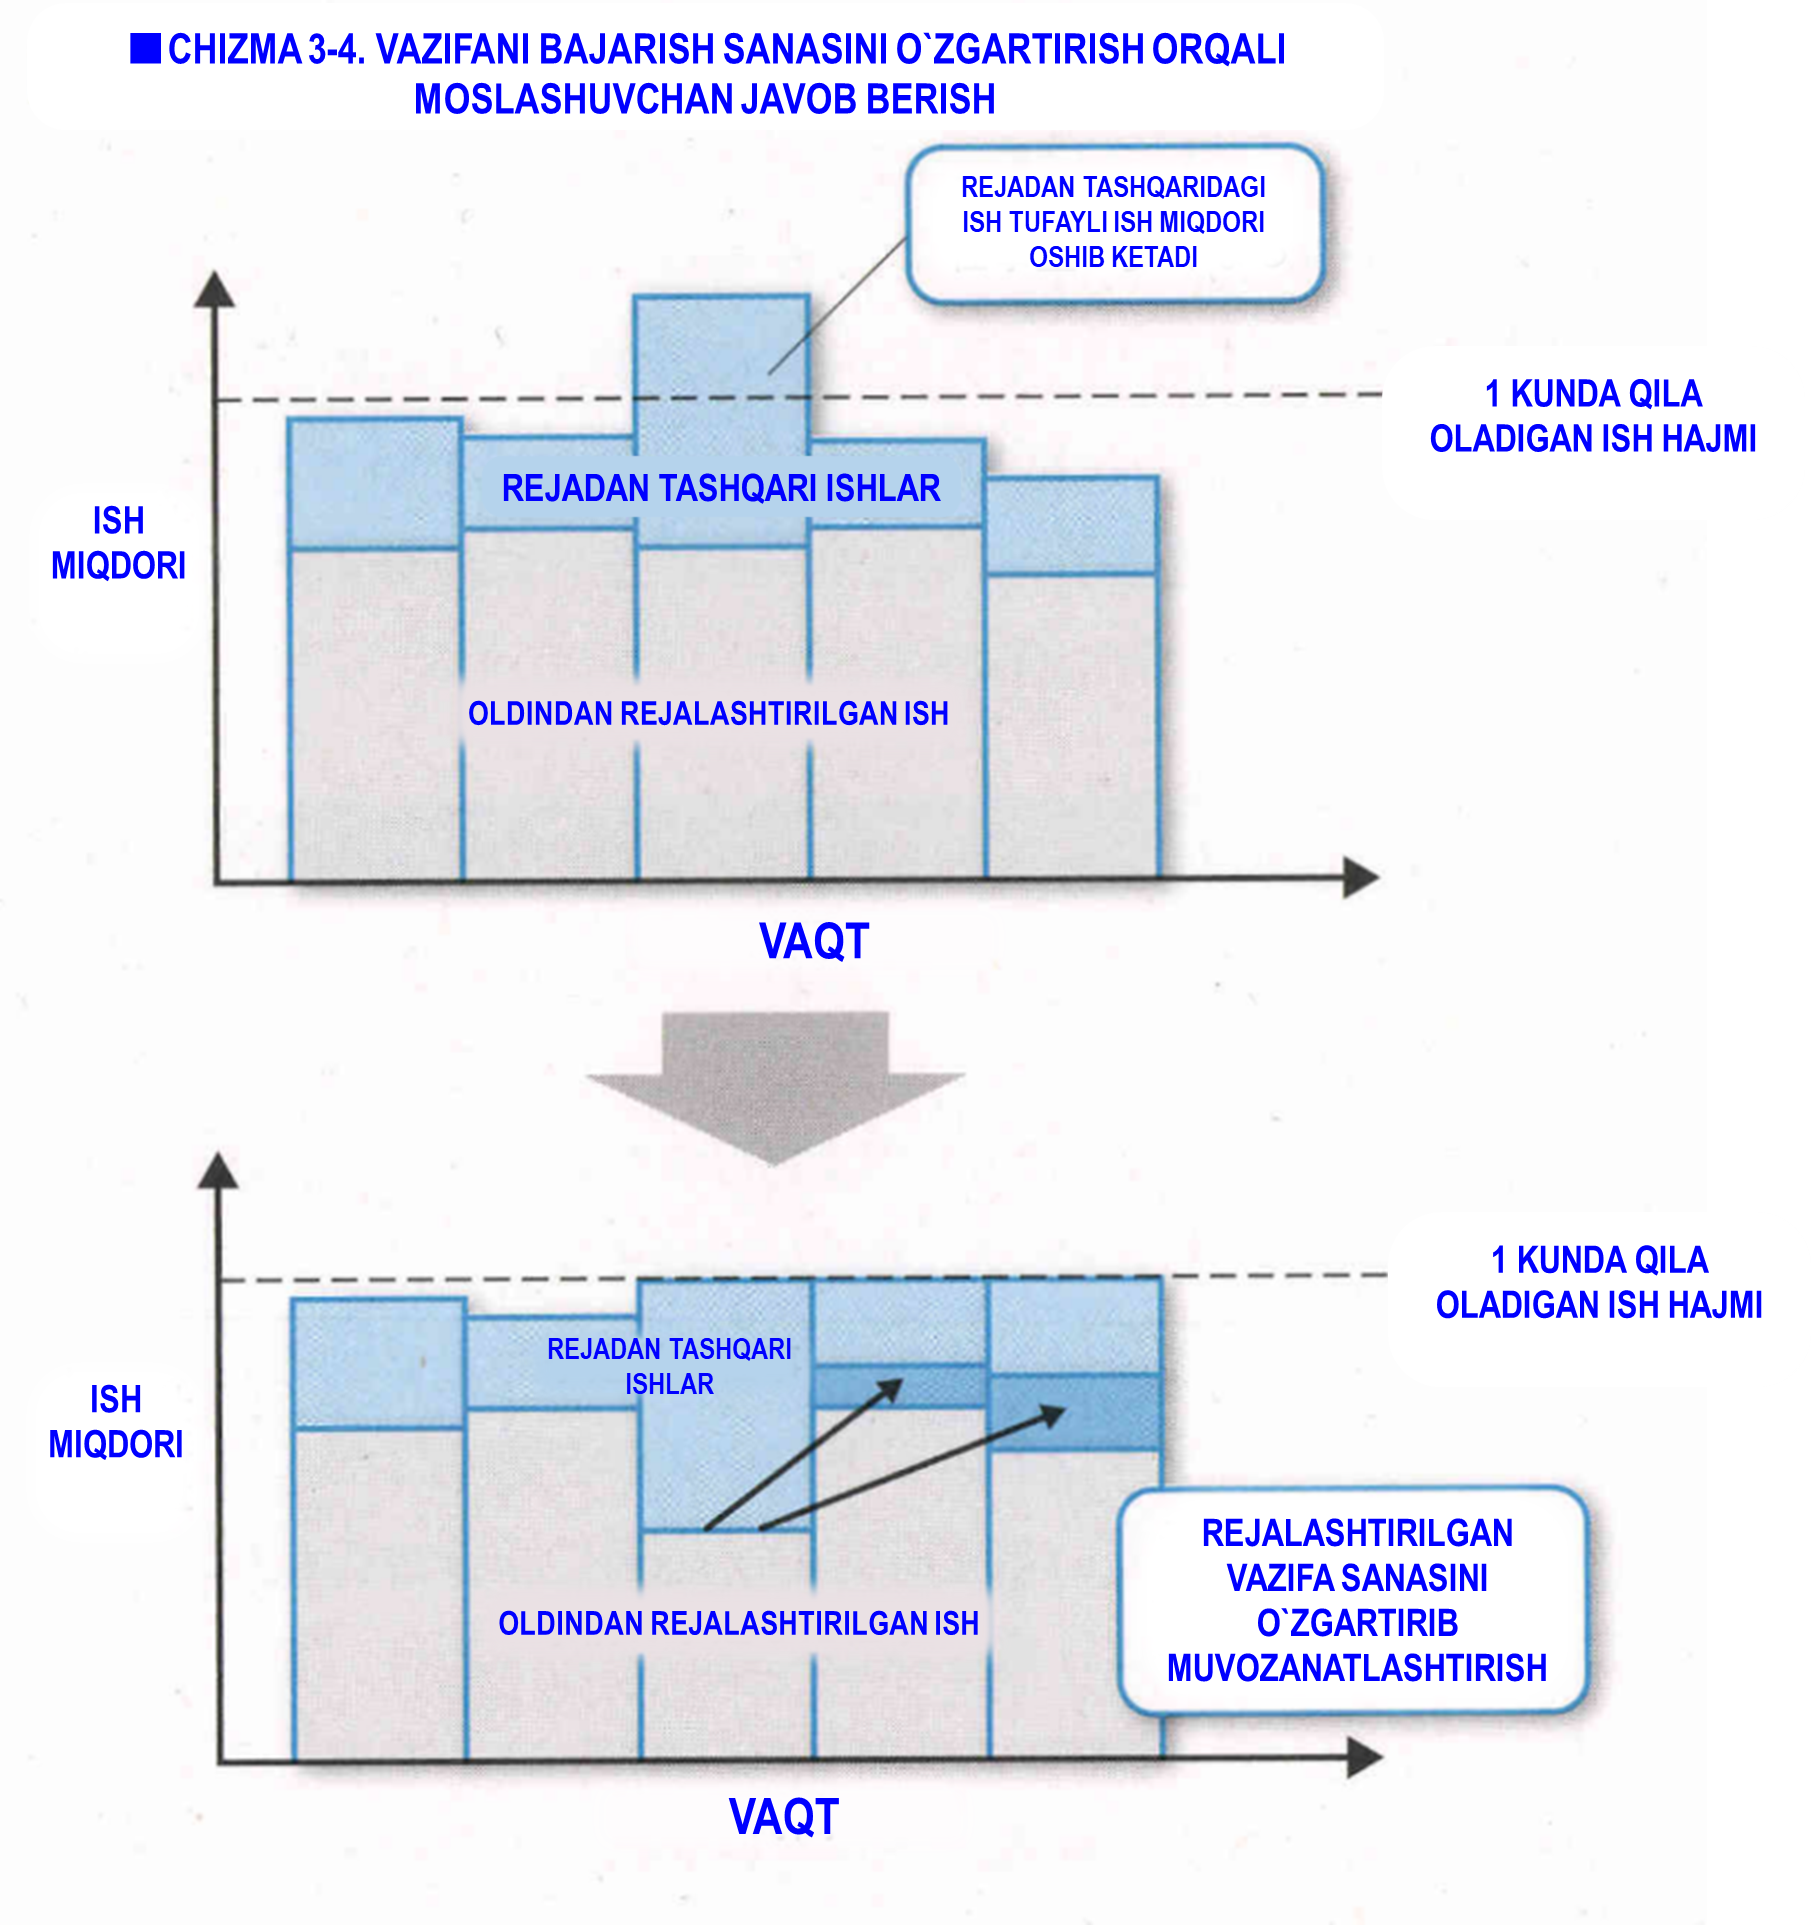 CHIZMA 3-4. VAZIFANI BAJARISH SANASINI O`ZGARTIRISH ORQALI
MOSLASHUVCHAN JAVOB BERISH
REJADAN TASHQARIDAGI
ISH TUFAYLI ISH MIQDORI
OSHIB KETADI
1 KUNDA QILA
OLADIGAN ISH HAJMI
REJADAN TASHQARI ISHLAR
ISH
MIQDORI
OLDINDAN REJALASHTIRILGAN ISH
VAQT
1 KUNDA QILA
OLADIGAN ISH HAJMI
REJADAN TASHQARI
ISHLAR
ISH
MIQDORI
REJALASHTIRILGAN
VAZIFA SANASINI
O`ZGARTIRIB
MUVOZANATLASHTIRISH
OLDINDAN REJALASHTIRILGAN ISH
VAQT